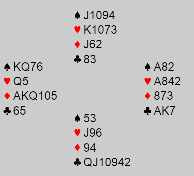 ♠J1094
♥K1073
♦J62
♣83
♠KQ76
♥Q5
♦AKQ105
♣65
♠A82
♥A842
♦873
♣AK7
♠53
♥J96
♦94
♣QJ10942